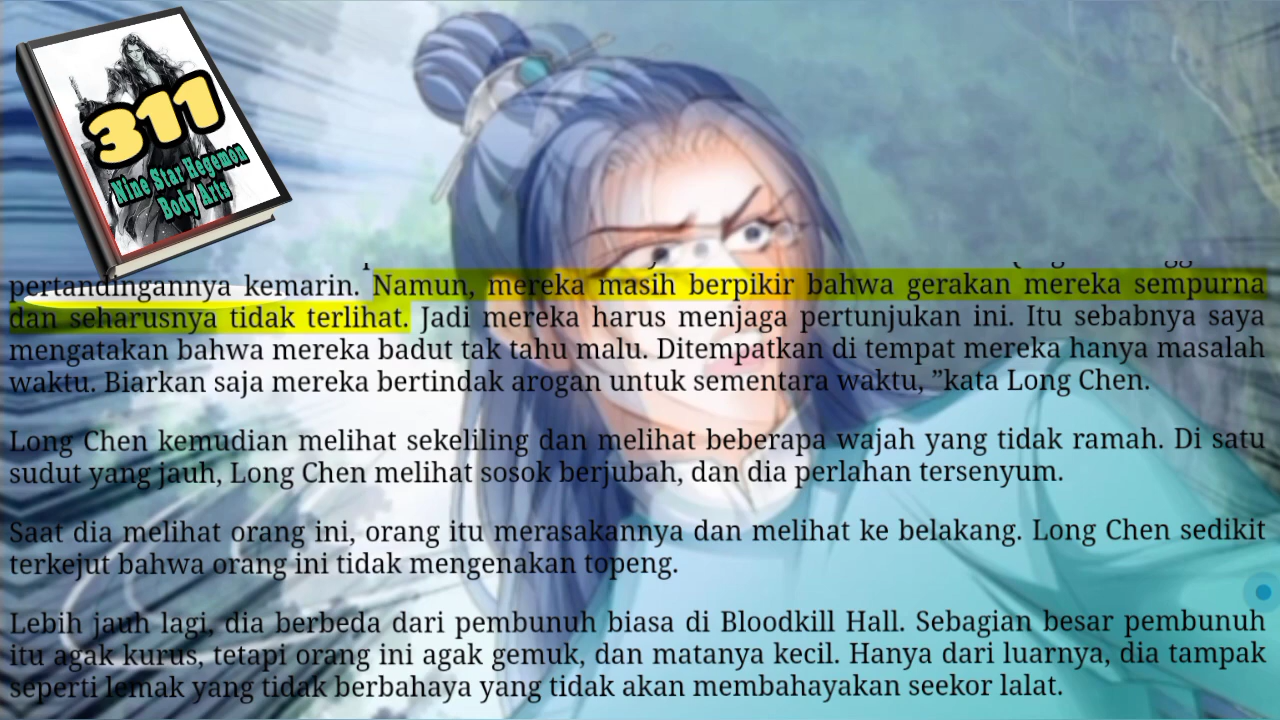 311
Nine Star Hegemon
Body Arts
pertandingannya kemarin. Namun, mereka masih berpikir bahwa gerakan mereka sempurna
dan seharusnya tidak terlihat. Jadi mereka harus menjaga pertunjukan ini. Itu sebabnya saya
mengatakan bahwa mereka badut tak tahu malu. Ditempatkan di tempat mereka hanya masalah
waktu. Biarkan saja mereka bertindak arogan untuk sementara waktu, ”kata Long Chen.
Long Chen kemudian melihat sekeliling dan melihat beberapa wajah yang tidak ramah. Di satu
sudut yang jauh, Long Chen melihat sosok berjubah, dan dia perlahan tersenyum.
Saat dia melihat orang ini, orang itu merasakannya dan melihat ke belakang. Long Chen sedikit
terkejut bahwa orang ini tidak mengenakan topeng.
Lebih jauh lagi, dia berbeda dari pembunuh biasa di Bloodkill Hall. Sebagian besar pembunuh
itu agak kurus, tetapi orang ini agak gemuk, dan matanya kecil. Hanya dari luarnya, dia tampak
seperti lemak yang tidak berbahaya yang tidak akan membahayakan seekor lalat.